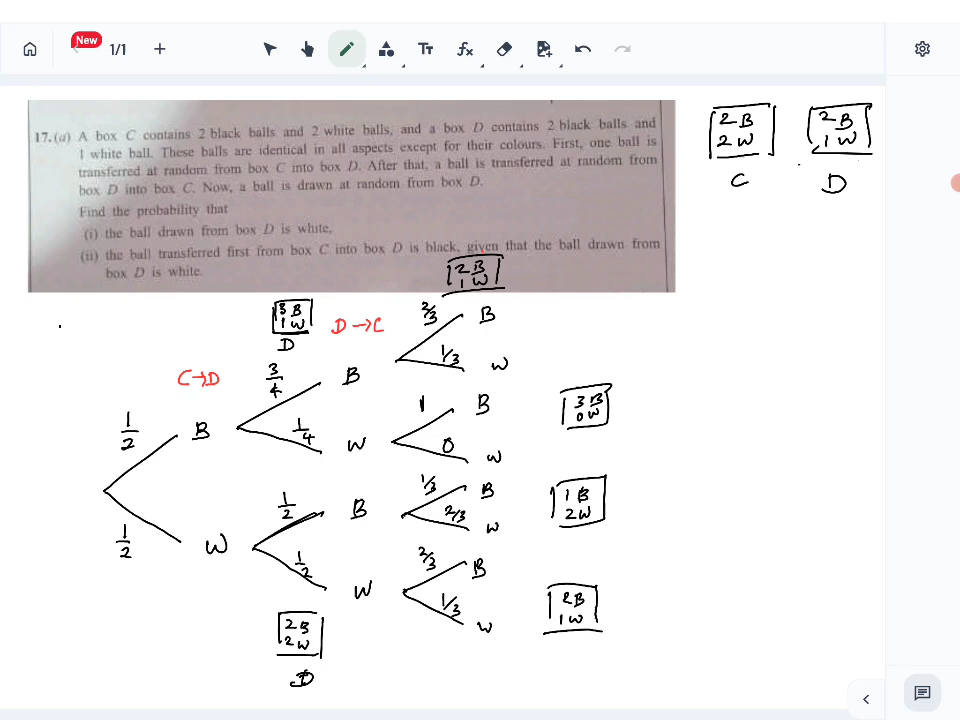 New
1/1
Tт
fx
17.(a) A box C contains 2 black balls and 2 white balls, and a box D contains 2 black balls and
1 white ball. These balls are identical in all aspects except for their colours. First, one ball is
transferred at random from box C into box D. After that, a ball is transferred at random from
box D into box C. Now, a ball is drawn at random from box D.
Find the probability that
(i) the ball drawn from box D is white,
(ii) the ball transferred first from box C into box D is black, given that the ball drawn from
box D is white.
2B
2W
C
2B
1W
D
2B
1W
3B
1W
D
D→C
C→D
1/2
B
3/4
B
2/3
B
1/3
W
1/4
W
1
B
0
W
3B
0W
1/2
W
1/2
B
1/3
B
2/3
W
1B
2W
1/2
W
2/3
B
1/3
W
2B
1W
2B
2W
D